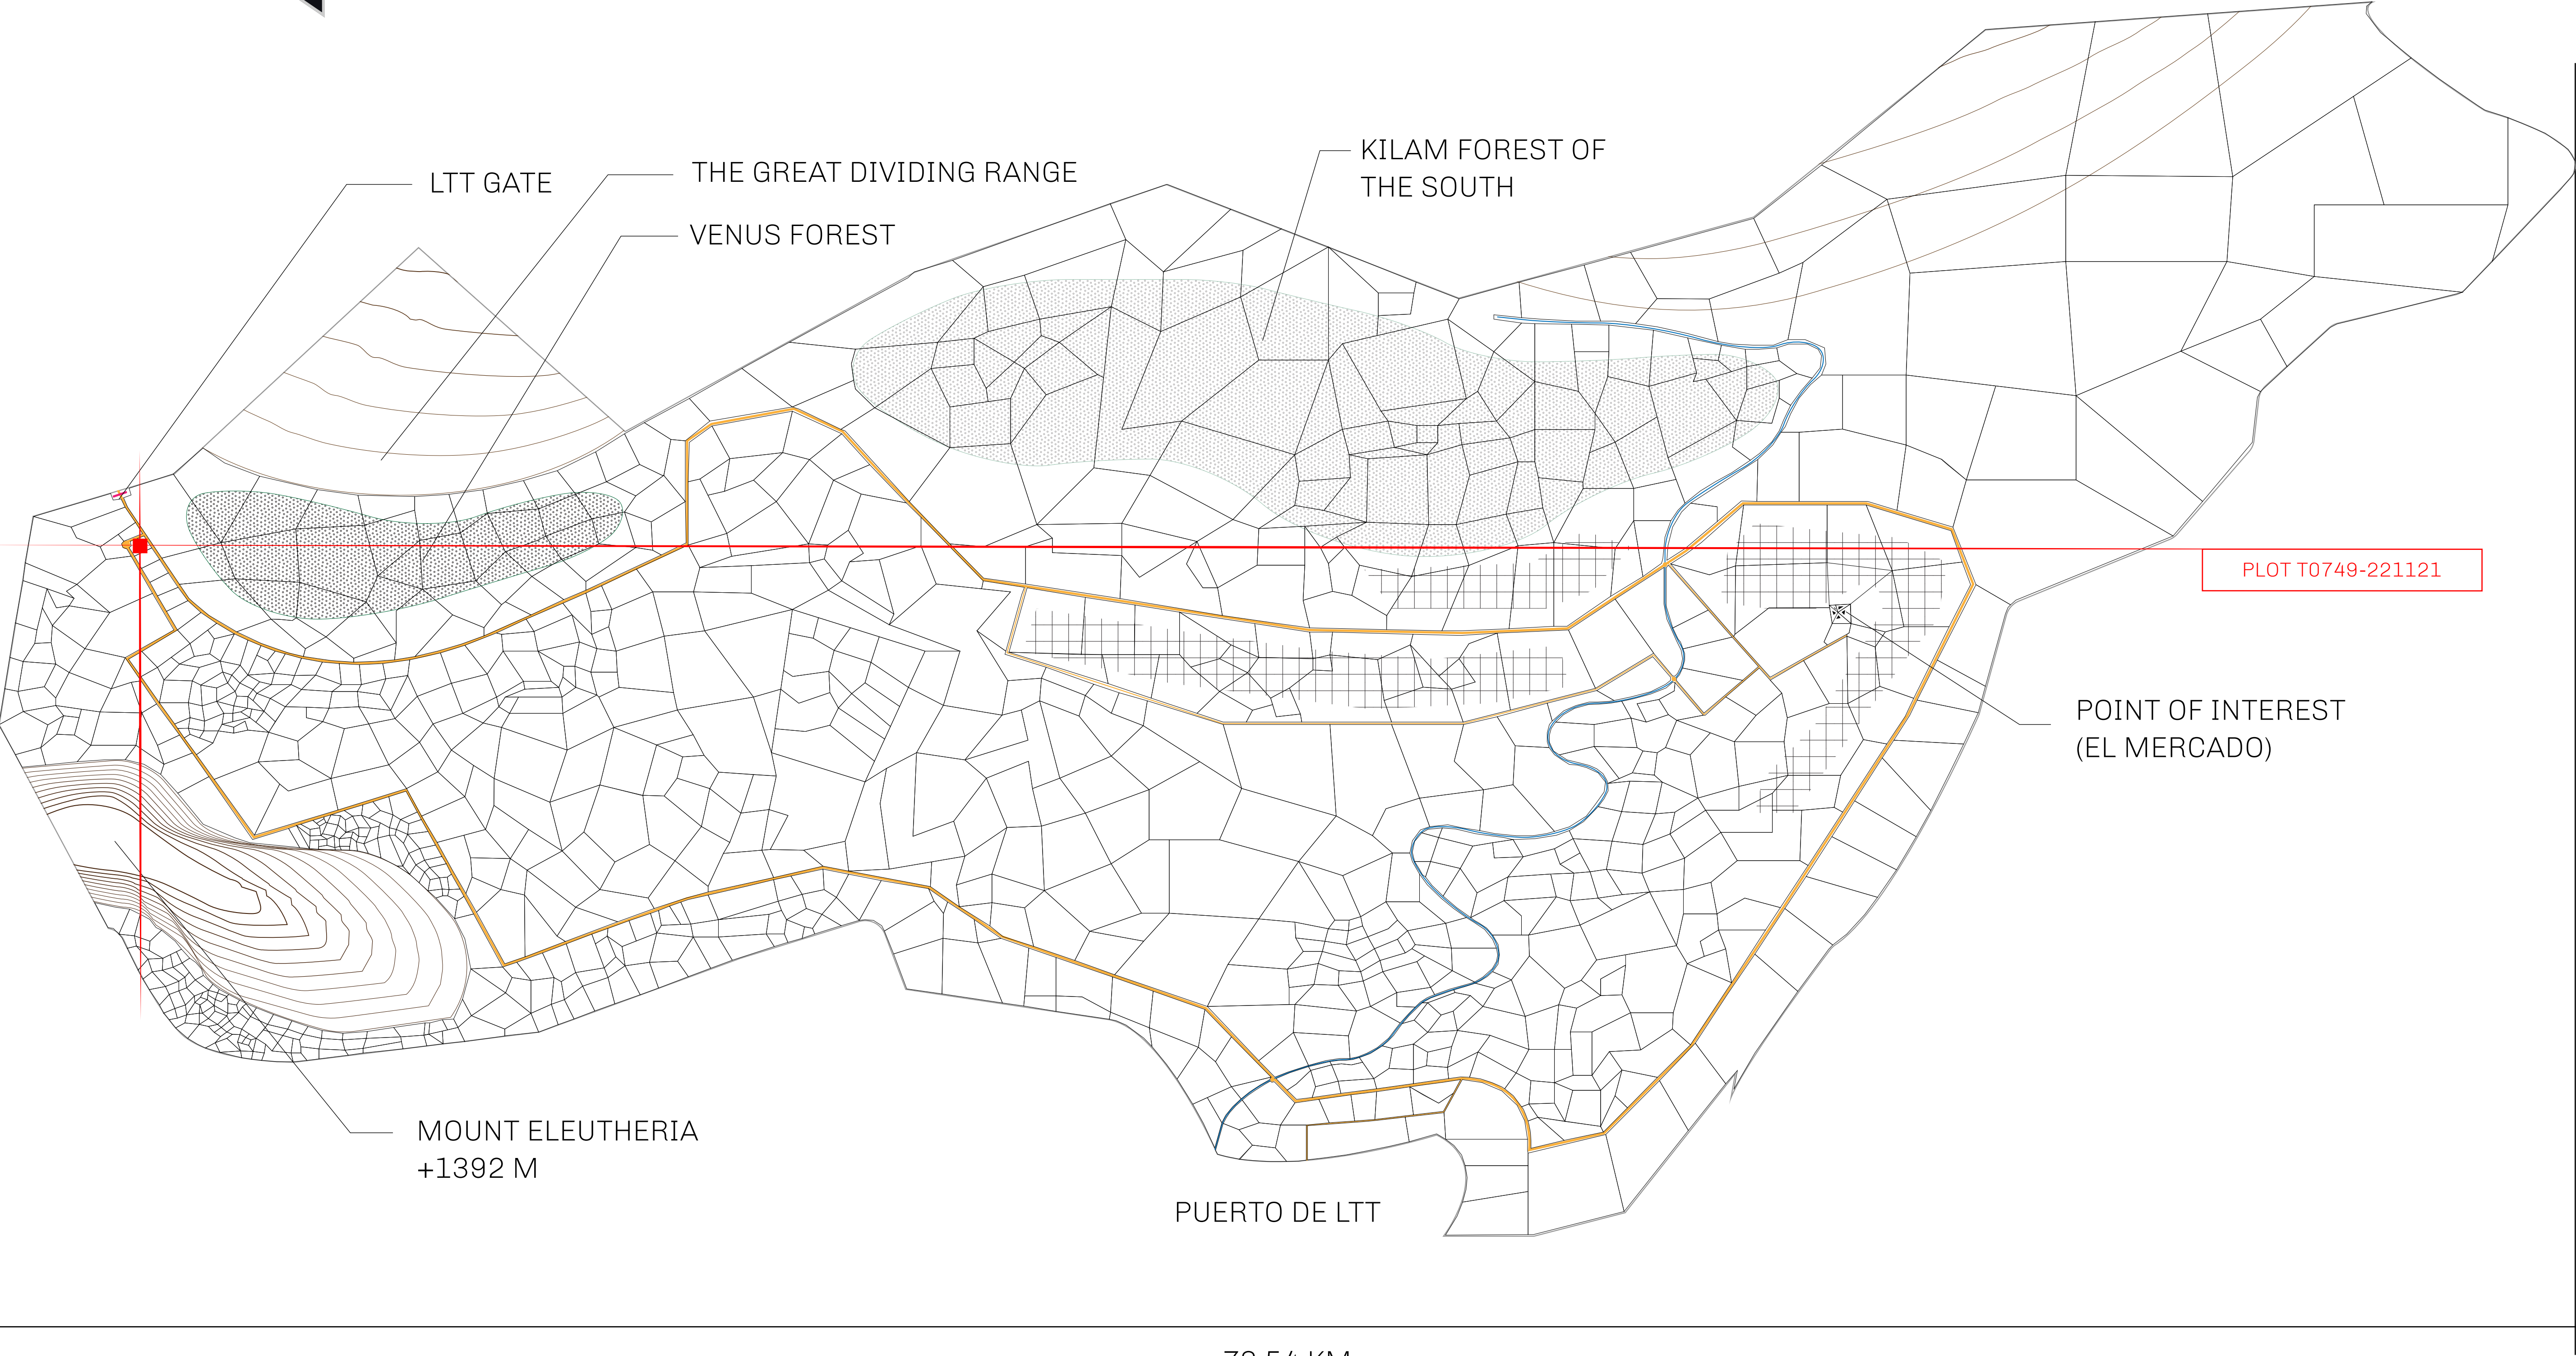 KILAM FOREST OF
THE SOUTH
THE GREAT DIVIDING RANGE
LTT GATE
VENUS FOREST
PLOT T0749-221121
POINT OF INTEREST
(EL MERCADO)
MOUNT ELEUTHERIA
+1392 M
PUERTO DE LTT
KM